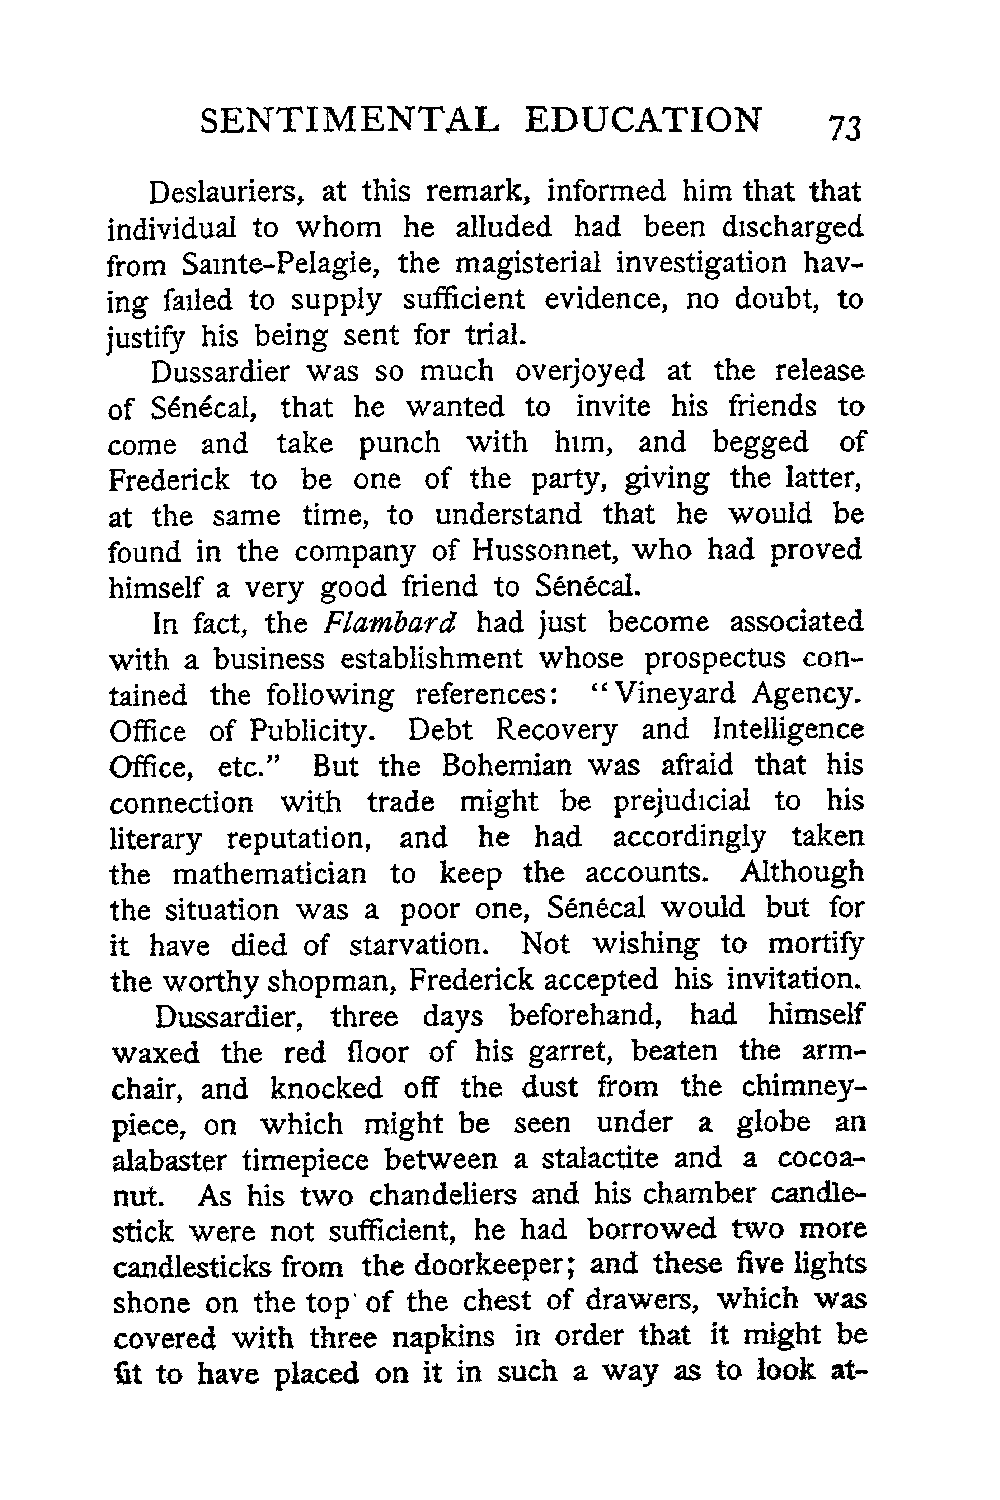 SENTIMENTAL EDUCATION 73
Deslauriers, at this remark, informed him that that
individual to whom he alluded had been discharged
from Sainte-Pelagie, the magisterial investigation hav-
ing failed to supply sufficient evidence, no doubt, to
justify his being sent for trial.
Dussardier was so much overjoyed at the release
of Sénécal, that he wanted to invite his friends to
come and take punch with him, and begged of
Frederick to be one of the party, giving the latter,
at the same time, to understand that he would be
found in the company of Hussonnet, who had proved
himself a very good friend to Sénécal.
In fact, the Flambard had just become associated
with a business establishment whose prospectus con-
tained the following references: "Vineyard Agency.
Office of Publicity. Debt Recovery and Intelligence
Office, etc." But the Bohemian was afraid that his
connection with trade might be prejudicial to his
literary reputation, and he had accordingly taken
the mathematician to keep the accounts. Although
the situation was a poor one, Sénécal would but for
it have died of starvation. Not wishing to mortify
the worthy shopman, Frederick accepted his invitation.
Dussardier, three days beforehand, had himself
waxed the red floor of his garret, beaten the arm-
chair, and knocked off the dust from the chimney-
piece, on which might be seen under a globe an
alabaster timepiece between a stalactite and a cocoa-
nut. As his two chandeliers and his chamber candle-
stick were not sufficient, he had borrowed two more
candlesticks from the doorkeeper; and these five lights
shone on the top of the chest of drawers, which was
covered with three napkins in order that it might be
fit to have placed on it in such a way as to look at-